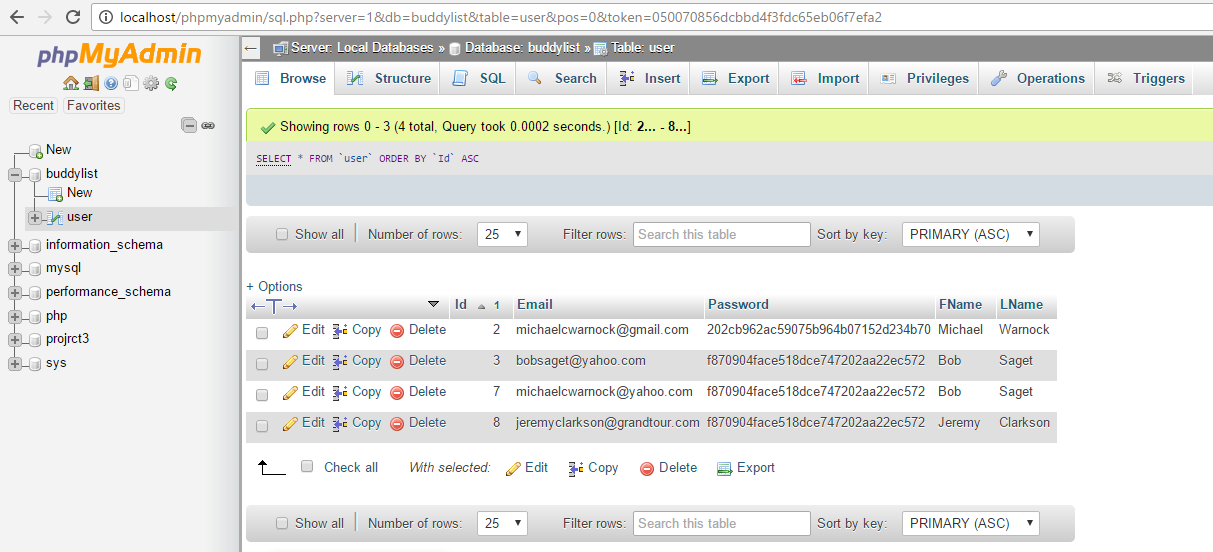 localhost/phpmyadmin/sql.php?server=1&db=buddylist&table=user&pos=0&token=050070856dcbbd4f3fdc65eb06f7efa2
phpMyAdmin
Recent Favorites
New
buddylist
New
user
information_schema
mysql
performance_schema
php
projrct3
sys
Server: Local Databases » Database: buddylist » Table: user
Browse Structure SQL Search Insert Export Import Privileges Operations Triggers
Showing rows 0 - 3 (4 total, Query took 0.0002 seconds.) [Id: 2... - 8...]
SELECT * FROM `user` ORDER BY `Id` ASC
Show all Number of rows: 25 Filter rows: Search this table Sort by key: PRIMARY (ASC)
+ Options
Id 1 Email Password FName LName
Edit Copy Delete 2 michaelcwarnock@gmail.com 202cb962ac59075b964b07152d234b70 Michael Warnock
Edit Copy Delete 3 bobsaget@yahoo.com f870904face518dce747202aa22ec572 Bob Saget
Edit Copy Delete 7 michaelcwarnock@yahoo.com f870904face518dce747202aa22ec572 Bob Saget
Edit Copy Delete 8 jeremyclarkson@grandtour.com f870904face518dce747202aa22ec572 Jeremy Clarkson
Check all With selected: Edit Copy Delete Export
Show all Number of rows: 25 Filter rows: Search this table Sort by key: PRIMARY (ASC)